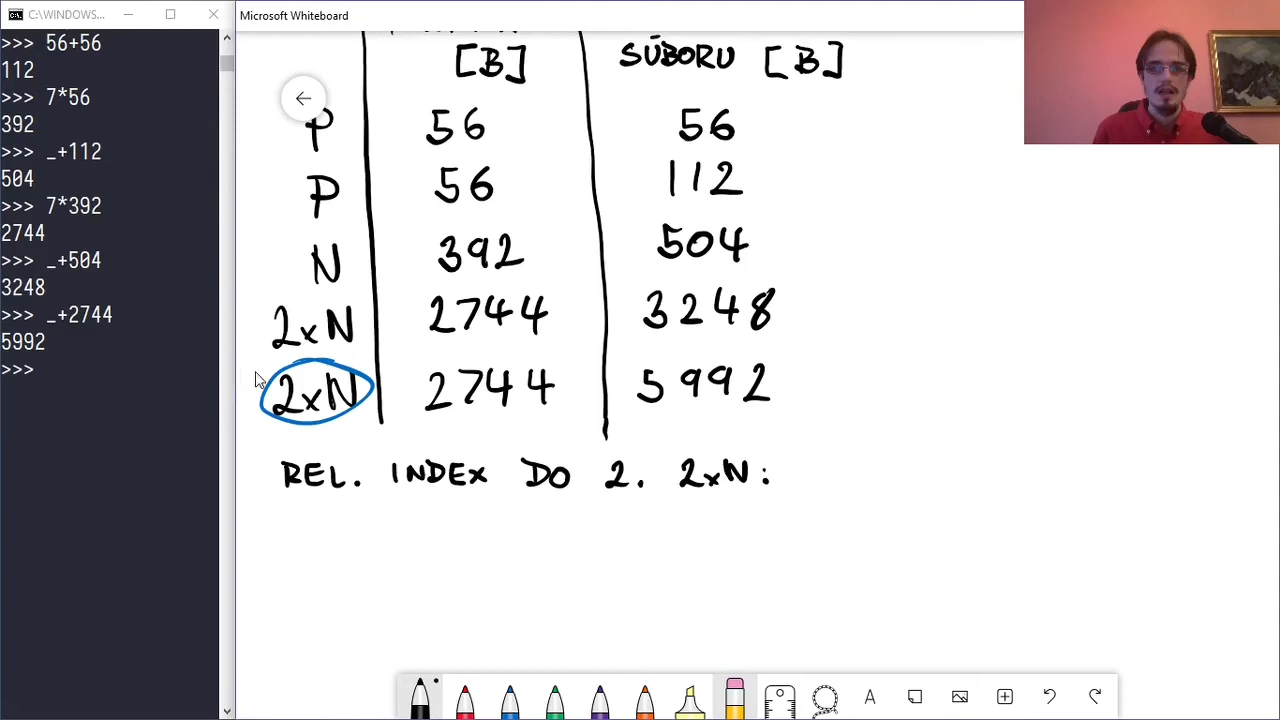 C:\WINDOWS...
>>> 56+56
112
>>> 7*56
392
>>> _+112
504
>>> 7*392
2744
>>> _+504
3248
>>> _+2744
5992
>>>
Microsoft Whiteboard
[B] SÚBORU [B]
P 56 56
P 56 112
N 392 504
2xN 2744 3248
2xN 2744 5992
REL. INDEX DO 2. 2xN: